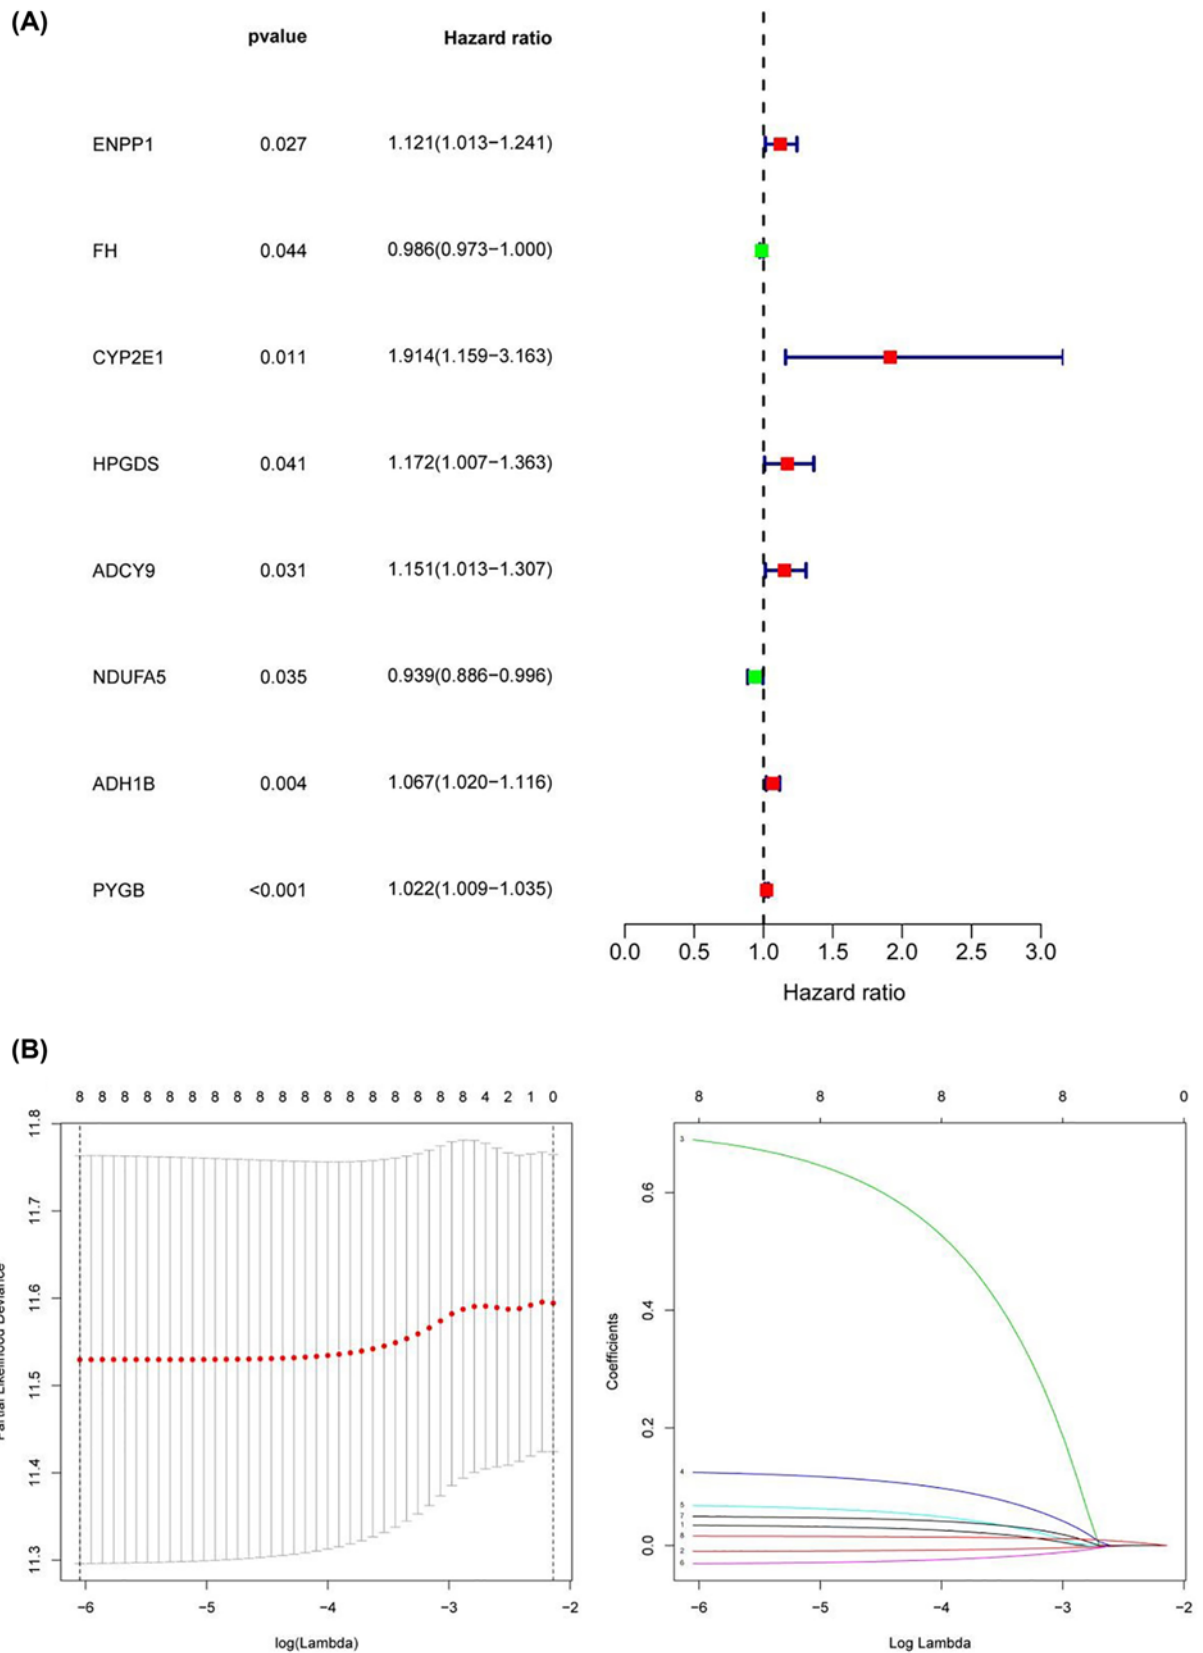 (A)
pvalue Hazard ratio
ENPP1 0.027 1.121(1.013−1.241)
FH 0.044 0.986(0.973−1.000)
CYP2E1 0.011 1.914(1.159−3.163)
HPGDS 0.041 1.172(1.007−1.363)
ADCY9 0.031 1.151(1.013−1.307)
NDUFA5 0.035 0.939(0.886−0.996)
ADH1B 0.004 1.067(1.020−1.116)
PYGB <0.001 1.022(1.009−1.035)
0.0 0.5 1.0 1.5 2.0 2.5 3.0
Hazard ratio
(B)
8 8 8 8 8 8 8 8 8 8 8 8 8 8 8 8 8 8 4 2 1 0
11.8
11.7
11.6
11.5
11.4
11.3
Partial Likelihood Deviance
−6 −5 −4 −3 −2
log(Lambda)
8 8 8 8 0
0.6
0.4
0.2
0.0
Coefficients
3
4
5
7
1
8
2
6
−6 −5 −4 −3 −2
Log Lambda